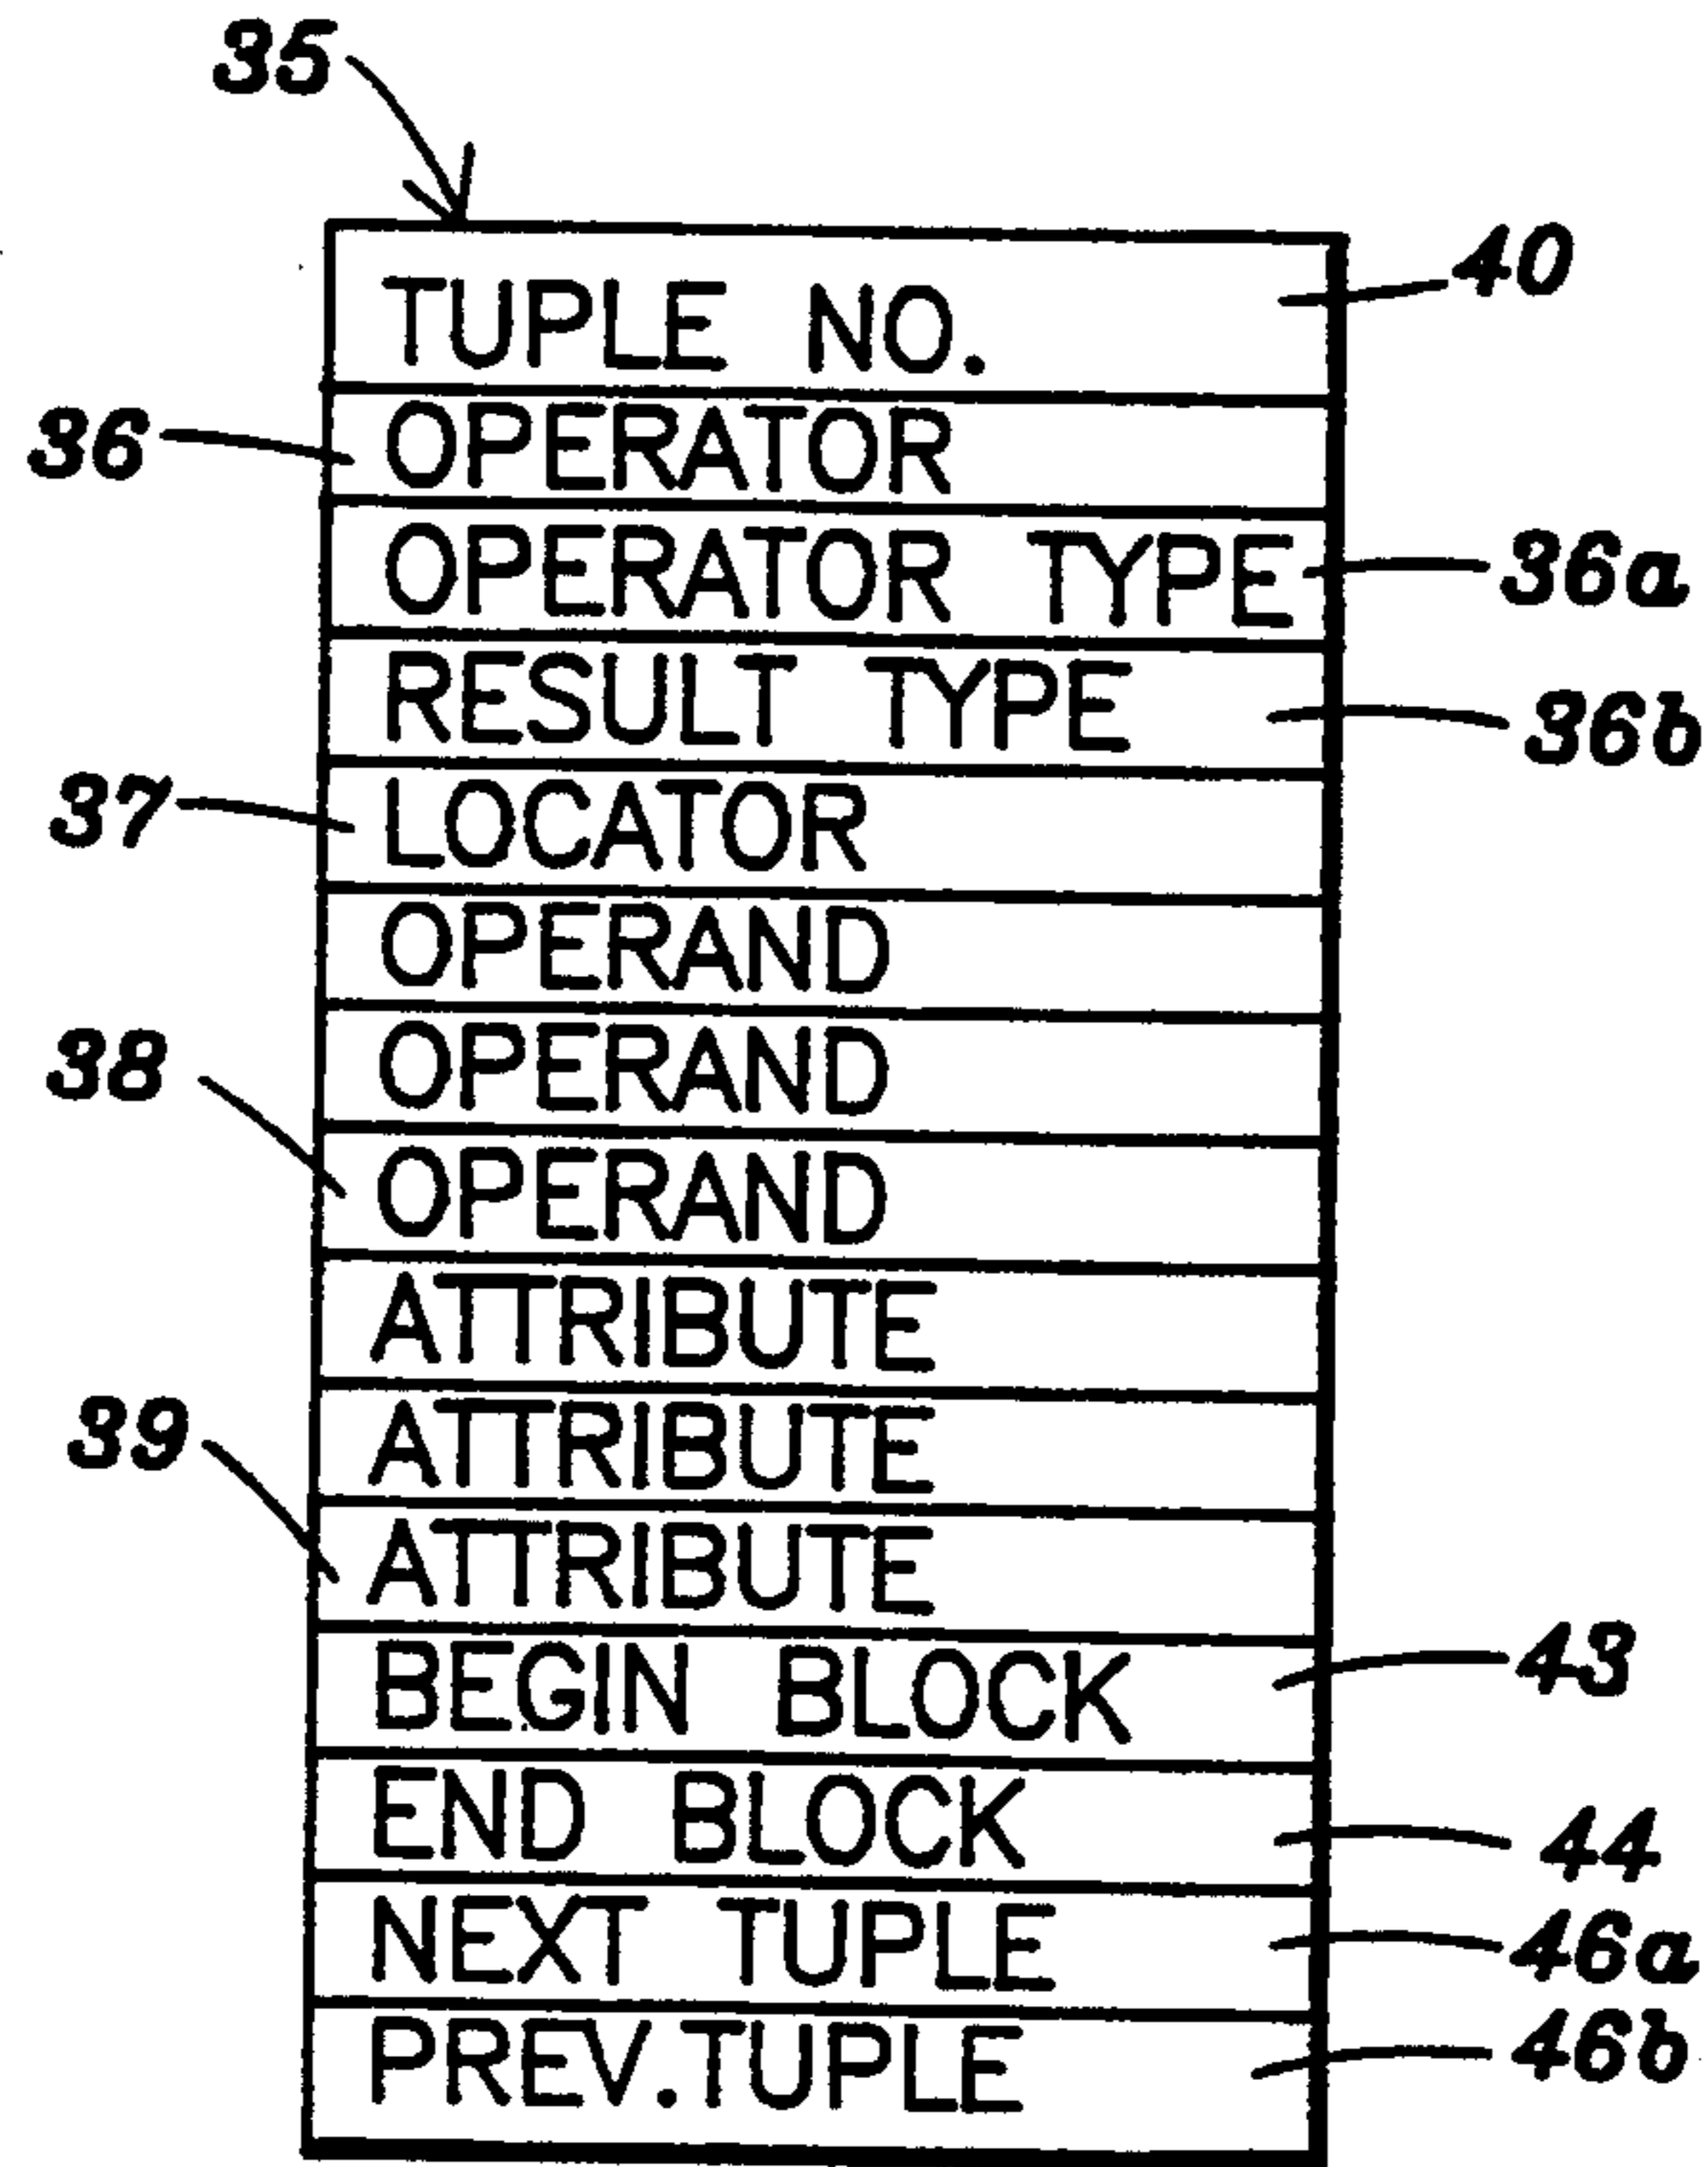 35
TUPLE NO. 40
36 OPERATOR
OPERATOR TYPE 36a
RESULT TYPE 36b
37 LOCATOR
OPERAND
OPERAND
38 OPERAND
ATTRIBUTE
ATTRIBUTE
39 ATTRIBUTE
BEGIN BLOCK 43
END BLOCK 44
NEXT TUPLE 46a
PREV.TUPLE 46b